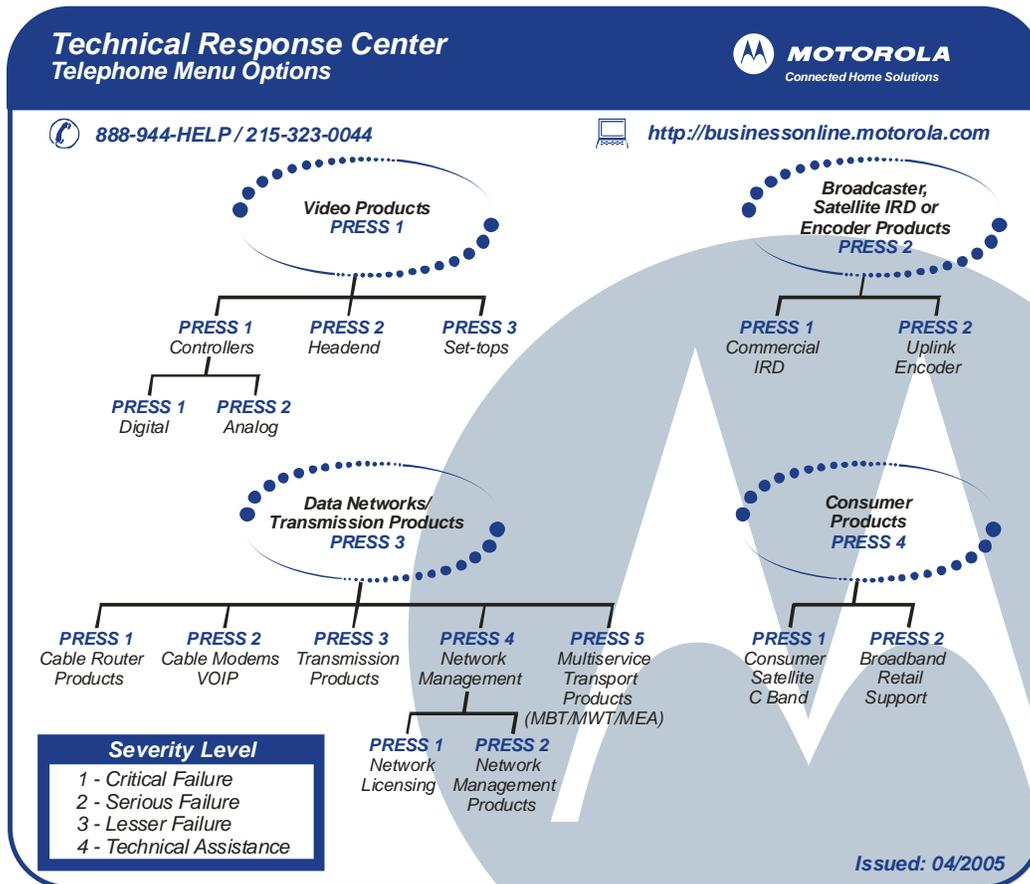 Technical Response Center
Telephone Menu Options
MOTOROLA
Connected Home Solutions
888-944-HELP / 215-323-0044
http://businessonline.motorola.com
Video Products
PRESS 1
PRESS 1
Controllers
PRESS 2
Headend
PRESS 3
Set-tops
PRESS 1
Digital
PRESS 2
Analog
Broadcaster,
Satellite IRD or
Encoder Products
PRESS 2
PRESS 1
Commercial
IRD
PRESS 2
Uplink
Encoder
Data Networks/
Transmission Products
PRESS 3
PRESS 1
Cable Router
Products
PRESS 2
Cable Modems
VOIP
PRESS 3
Transmission
Products
PRESS 4
Network
Management
PRESS 5
Multiservice
Transport
Products
(MBT/MWT/MEA)
PRESS 1
Network
Licensing
PRESS 2
Network
Management
Products
Consumer
Products
PRESS 4
PRESS 1
Consumer
Satellite
C Band
PRESS 2
Broadband
Retail
Support
Severity Level
1 - Critical Failure
2 - Serious Failure
3 - Lesser Failure
4 - Technical Assistance
Issued: 04/2005